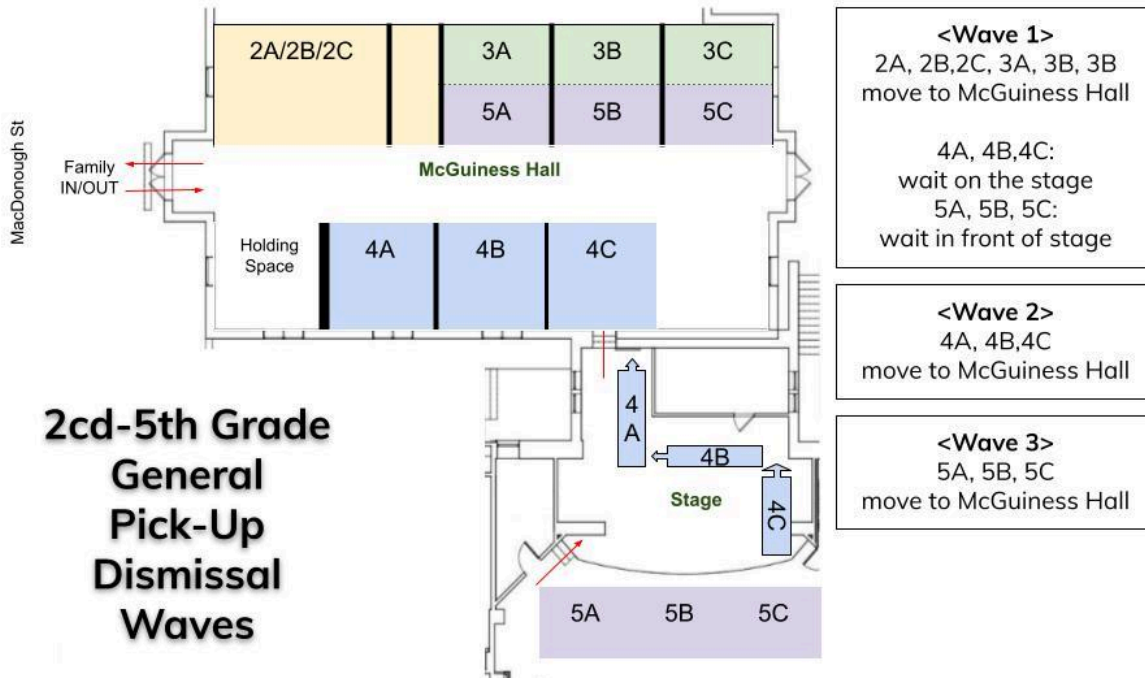 MacDonough St
2A/2B/2C
3A
3B
3C
5A
5B
5C
Family
IN/OUT
McGuiness Hall
Holding
Space
4A
4B
4C
4
A
4B
4C
Stage
5A
5B
5C
2cd-5th Grade
General
Pick-Up
Dismissal
Waves
<Wave 1>
2A, 2B,2C, 3A, 3B, 3B
move to McGuiness Hall
4A, 4B,4C:
wait on the stage
5A, 5B, 5C:
wait in front of stage
<Wave 2>
4A, 4B,4C
move to McGuiness Hall
<Wave 3>
5A, 5B, 5C
move to McGuiness Hall